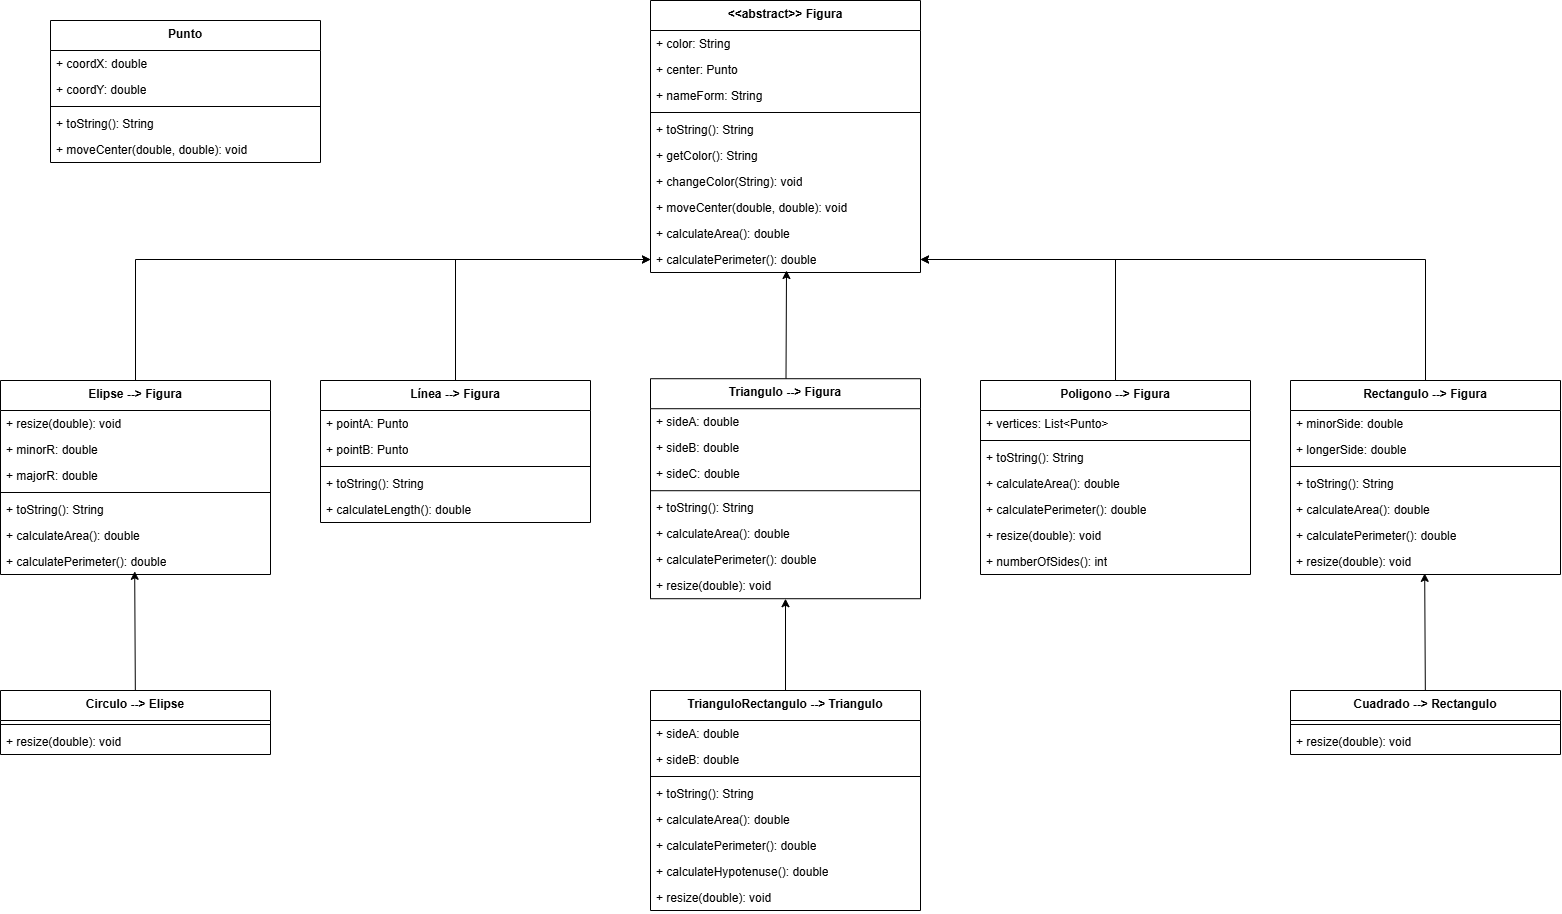 Punto
+ coordX: double
+ coordY: double
+ toString(): String
+ moveCenter(double, double): void
<<abstract>> Figura
+ color: String
+ center: Punto
+ nameForm: String
+ toString(): String
+ getColor(): String
+ changeColor(String): void
+ moveCenter(double, double): void
+ calculateArea(): double
+ calculatePerimeter(): double
Elipse --> Figura
+ resize(double): void
+ minorR: double
+ majorR: double
+ toString(): String
+ calculateArea(): double
+ calculatePerimeter(): double
Línea --> Figura
+ pointA: Punto
+ pointB: Punto
+ toString(): String
+ calculateLength(): double
Triangulo --> Figura
+ sideA: double
+ sideB: double
+ sideC: double
+ toString(): String
+ calculateArea(): double
+ calculatePerimeter(): double
+ resize(double): void
Poligono --> Figura
+ vertices: List<Punto>
+ toString(): String
+ calculateArea(): double
+ calculatePerimeter(): double
+ resize(double): void
+ numberOfSides(): int
Rectangulo --> Figura
+ minorSide: double
+ longerSide: double
+ toString(): String
+ calculateArea(): double
+ calculatePerimeter(): double
+ resize(double): void
Circulo --> Elipse
+ resize(double): void
TrianguloRectangulo --> Triangulo
+ sideA: double
+ sideB: double
+ toString(): String
+ calculateArea(): double
+ calculatePerimeter(): double
+ calculateHypotenuse(): double
+ resize(double): void
Cuadrado --> Rectangulo
+ resize(double): void